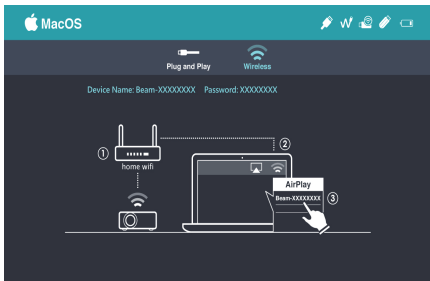 MacOS
Plug and Play
Wireless
Device Name: Beam-XXXXXXXX Password: XXXXXXXX
①
home wifi
②
AirPlay
Beam-XXXXXXXX
③